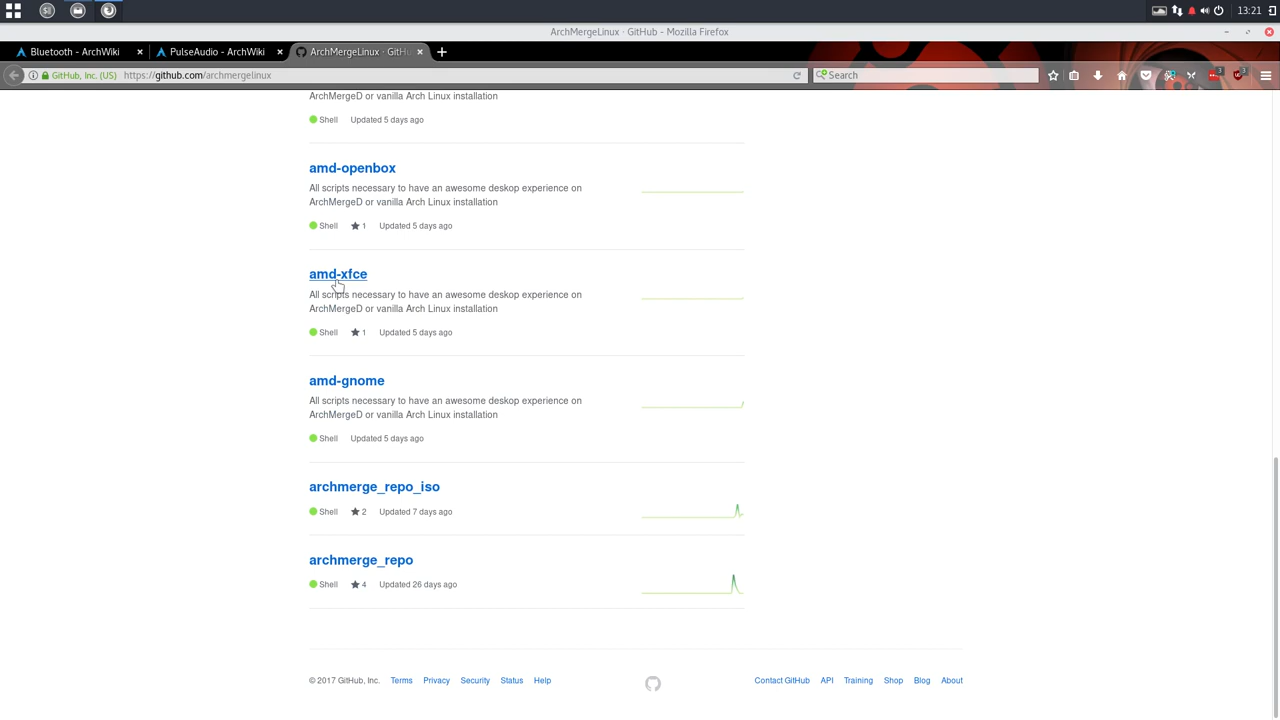 13:21
ArchMergeLinux · GitHub - Mozilla Firefox
Bluetooth - ArchWiki
PulseAudio - ArchWiki
ArchMergeLinux · GitHu
GitHub, Inc. (US)
https://github.com/archmergelinux
Search
3
3
ArchMergeD or vanilla Arch Linux installation
Shell Updated 5 days ago
amd-openbox
All scripts necessary to have an awesome deskop experience on
ArchMergeD or vanilla Arch Linux installation
Shell 1 Updated 5 days ago
amd-xfce
All scripts necessary to have an awesome deskop experience on
ArchMergeD or vanilla Arch Linux installation
Shell 1 Updated 5 days ago
amd-gnome
All scripts necessary to have an awesome deskop experience on
ArchMergeD or vanilla Arch Linux installation
Shell Updated 5 days ago
archmerge_repo_iso
Shell 2 Updated 7 days ago
archmerge_repo
Shell 4 Updated 26 days ago
© 2017 GitHub, Inc. Terms Privacy Security Status Help
Contact GitHub API Training Shop Blog About